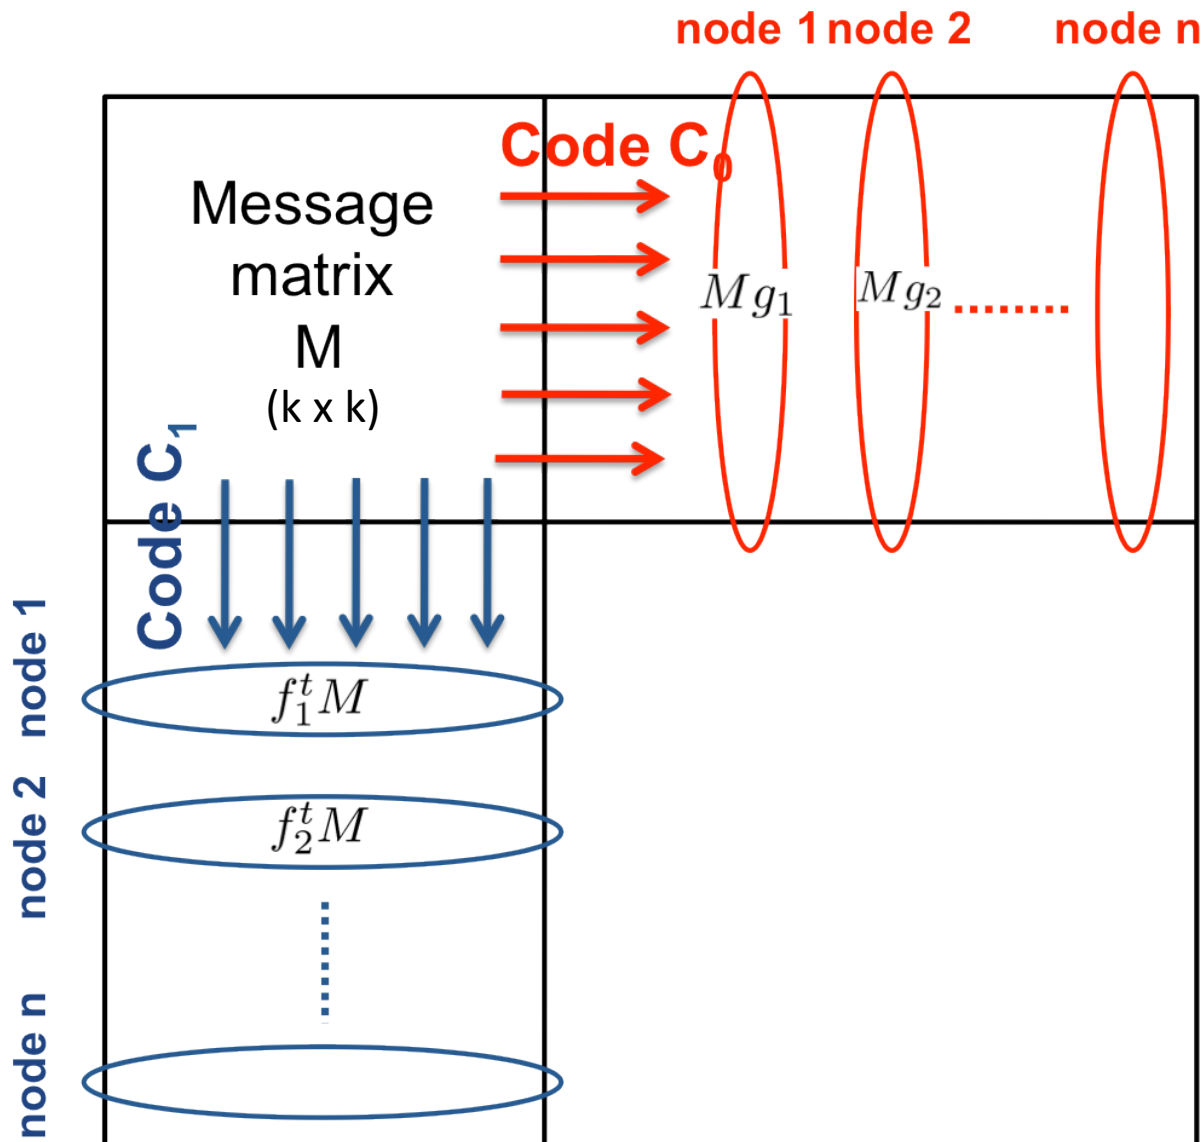 node 1 node 2 node n
Code C₀
Message
matrix
M
(k x k)
Mg₁ Mg₂
Code C₁
node 1
f₁ᵗM
node 2
f₂ᵗM
node n